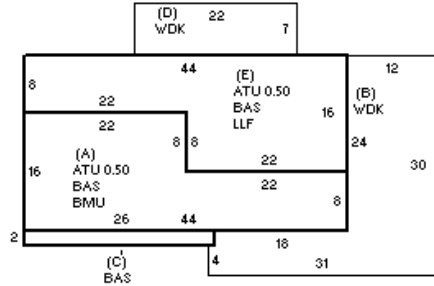 (D)
WDK
22
7
44
12
8
(E)
ATU 0.50
BAS
LLF
(B)
WDK
22
22
16
8 8
24
(A)
ATU 0.50
BAS
BMU
16
22
22
30
8
26
44
2
18
(C)
BAS
4
31